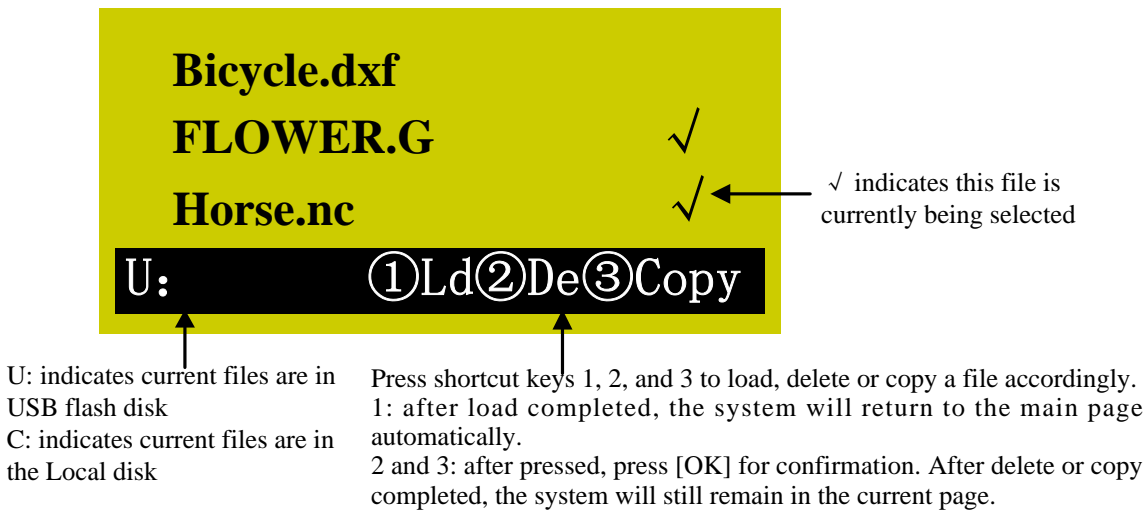 Bicycle.dxf
FLOWER.G √
Horse.nc √
√ indicates this file is
currently being selected
U: ①Ld②De③Copy
U: indicates current files are in
USB flash disk
C: indicates current files are in
the Local disk
Press shortcut keys 1, 2, and 3 to load, delete or copy a file accordingly.
1: after load completed, the system will return to the main page
automatically.
2 and 3: after pressed, press [OK] for confirmation. After delete or copy
completed, the system will still remain in the current page.